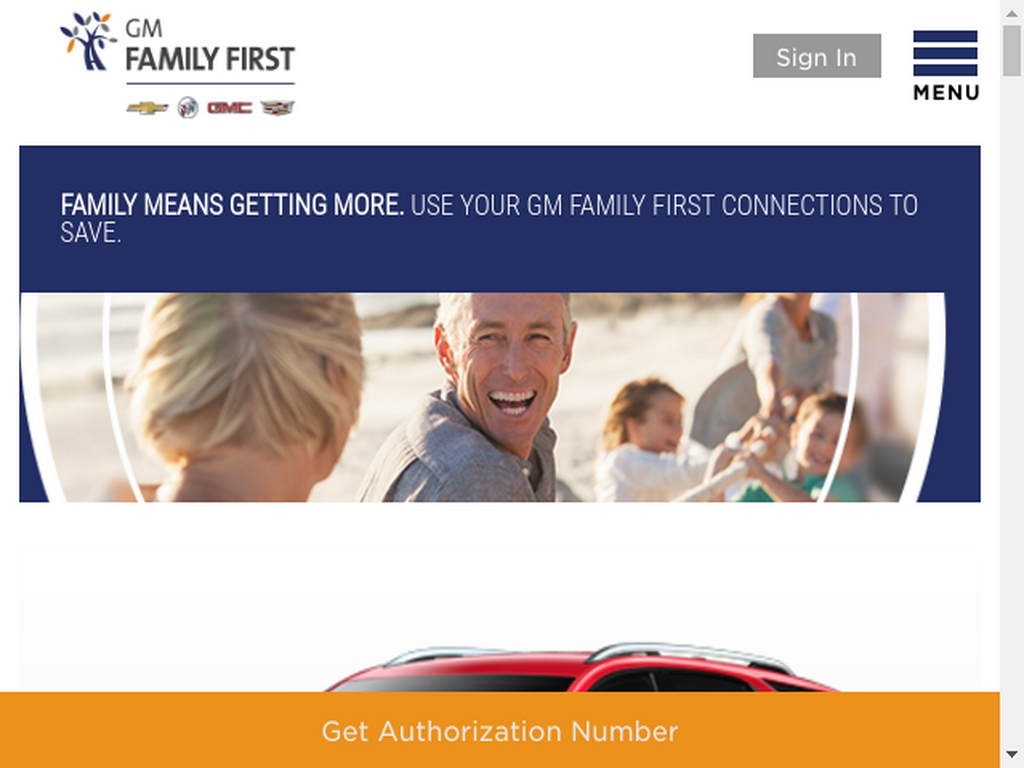 GM
FAMILY FIRST
GMC
Sign In
MENU
FAMILY MEANS GETTING MORE. USE YOUR GM FAMILY FIRST CONNECTIONS TO
SAVE.
Get Authorization Number